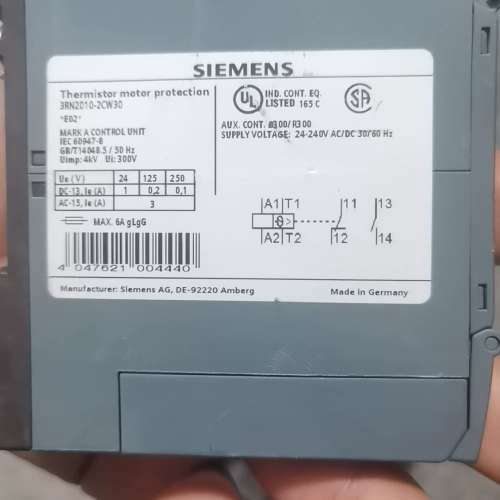 SIEMENS
Thermistor motor protection
3RN2010-2CW30
*E02*
MARK A CONTROL UNIT
IEC 60947-8
GB/T14048.5 / 50 Hz
Uimp: 4kV Ui: 300V
UL
IND. CONT. EQ.
LISTED 165 C
SA
AUX. CONT. B300/R300
SUPPLY VOLTAGE: 24-240V AC/DC 50/60 Hz
Ue (V) 24 125 250
DC-13, Ie (A) 1 0,2 0,1
AC-15, Ie (A) 3
MAX. 6A gLgG
A1 T1 11 13
A2 T2 12 14
4 047621 004440
Manufacturer: Siemens AG, DE-92220 Amberg
Made in Germany